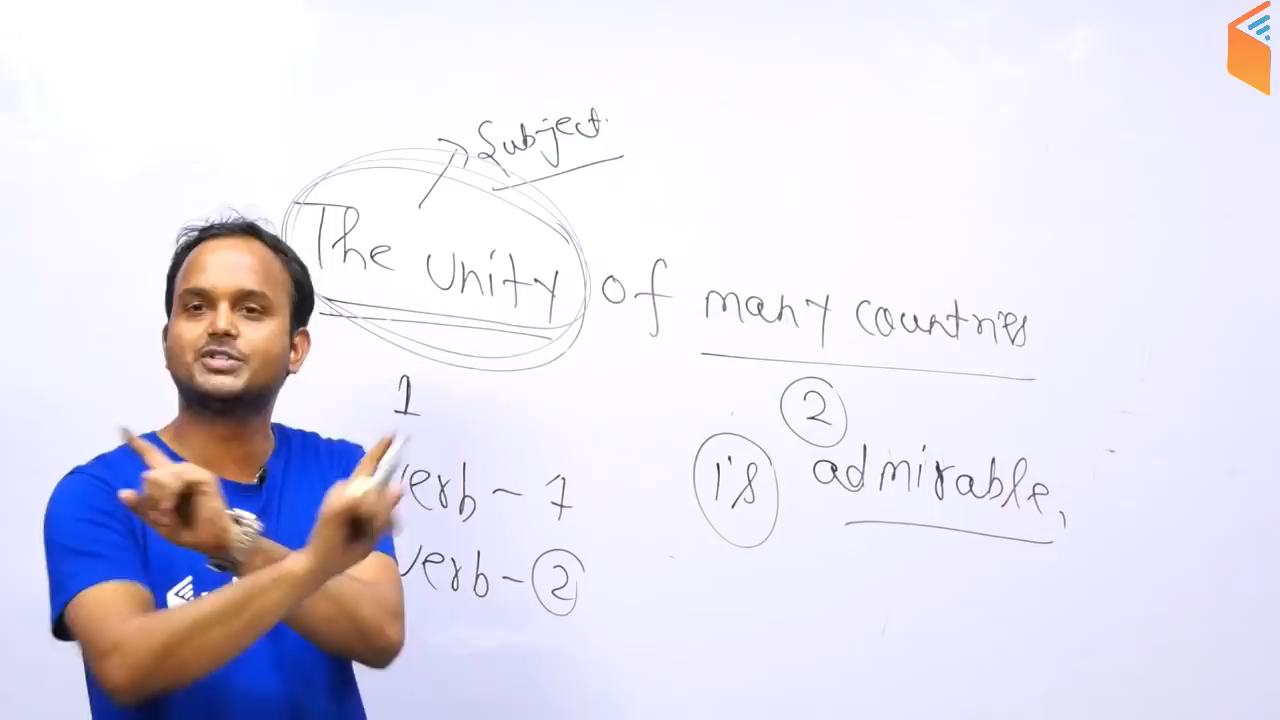 Subject.
The unity of many countries
1
2
is admirable,
verb - 1
verb - 2